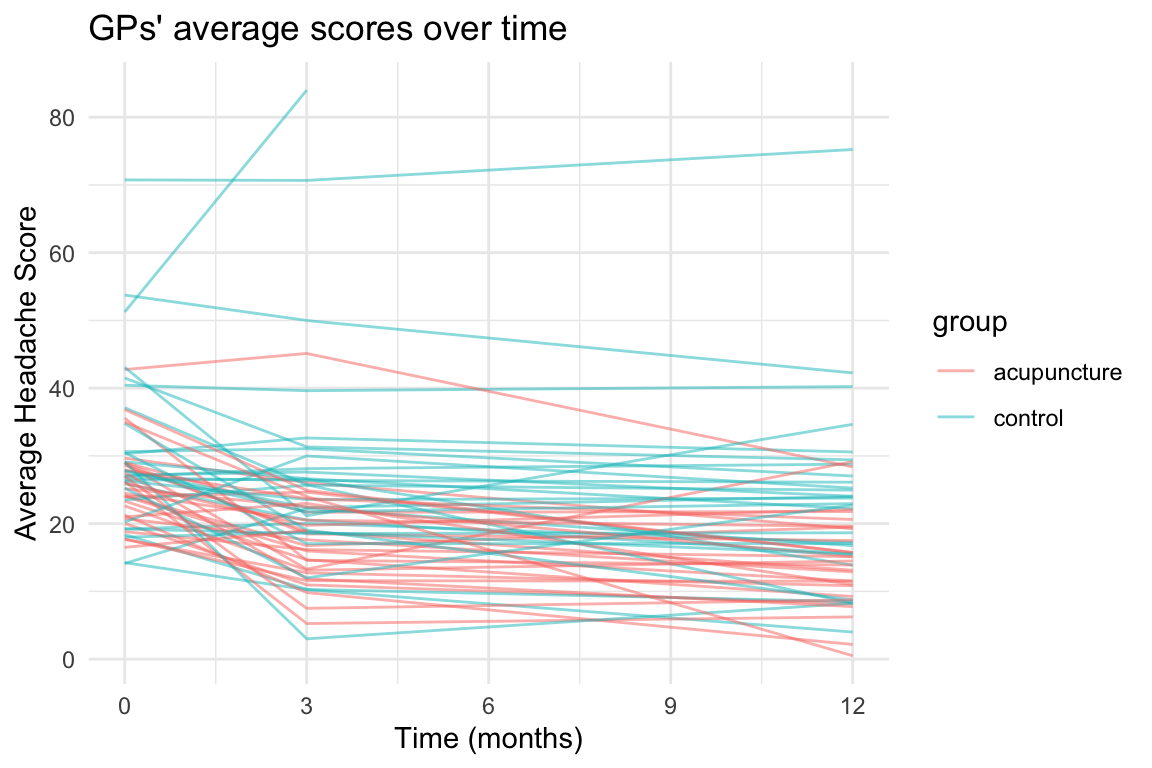 GPs' average scores over time
Average Headache Score
80
60
40
20
0
0 3 6 9 12
Time (months)
group
acupuncture
control